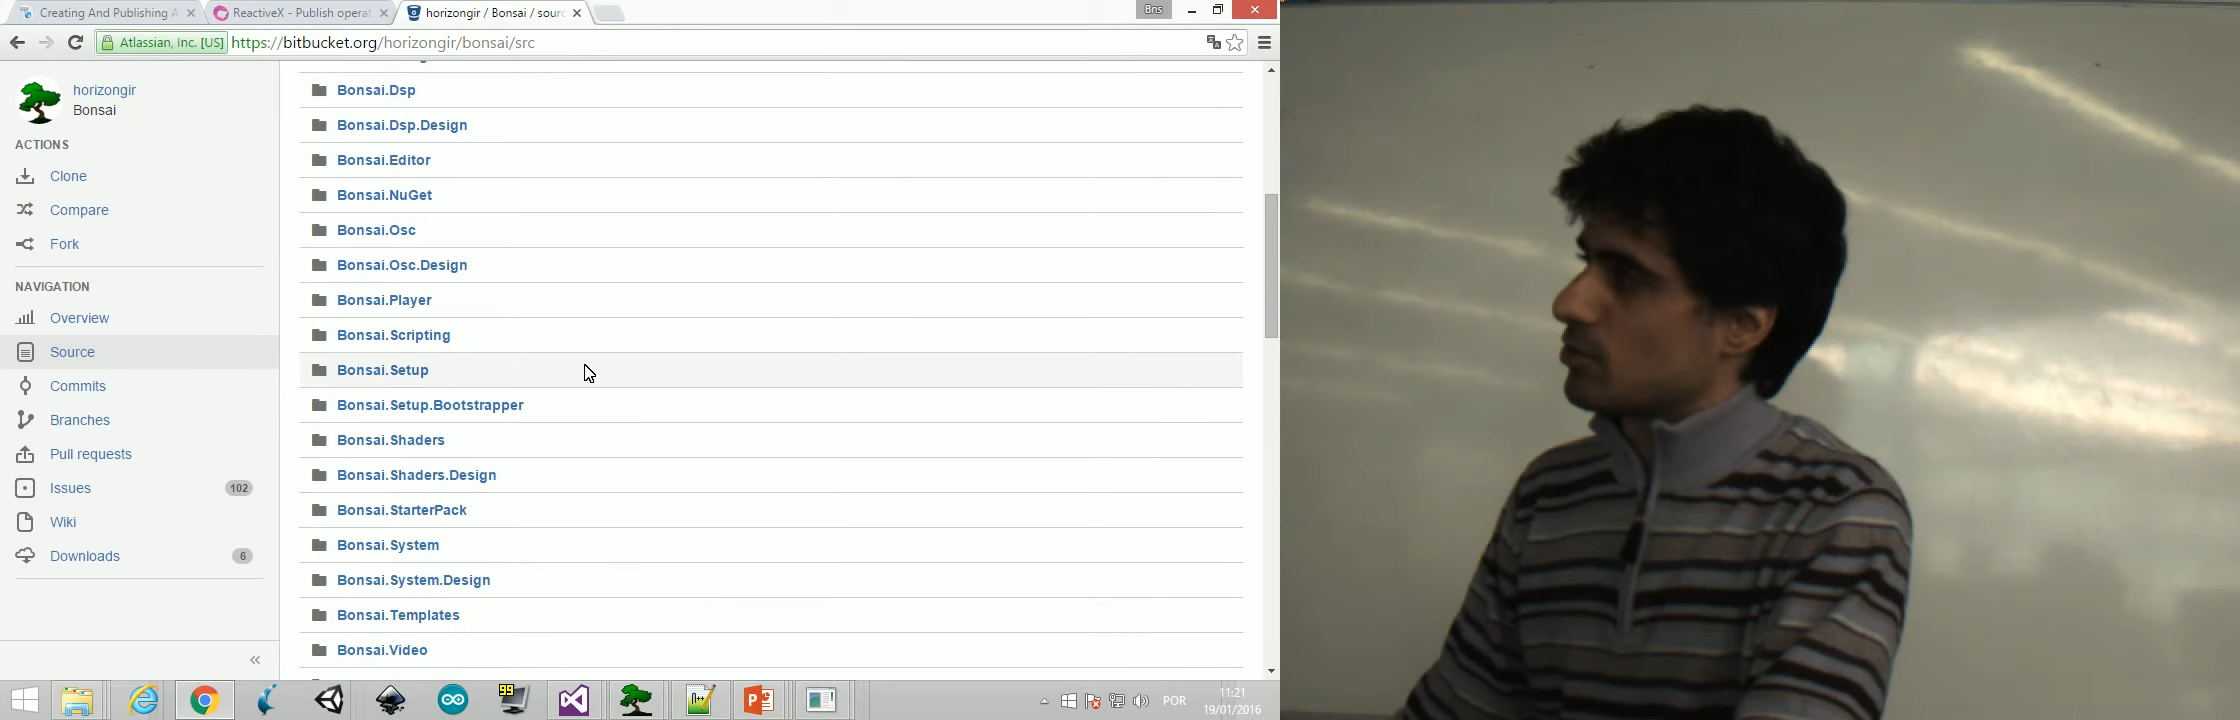 Creating And Publishing A
ReactiveX - Publish operat
horizongir / Bonsai / sourc
Bns
Atlassian, Inc. [US]
https://bitbucket.org/horizongir/bonsai/src
horizongir
Bonsai
ACTIONS
Clone
Compare
Fork
NAVIGATION
Overview
Source
Commits
Branches
Pull requests
Issues
102
Wiki
Downloads
6
Bonsai.Dsp
Bonsai.Dsp.Design
Bonsai.Editor
Bonsai.NuGet
Bonsai.Osc
Bonsai.Osc.Design
Bonsai.Player
Bonsai.Scripting
Bonsai.Setup
Bonsai.Setup.Bootstrapper
Bonsai.Shaders
Bonsai.Shaders.Design
Bonsai.StarterPack
Bonsai.System
Bonsai.System.Design
Bonsai.Templates
Bonsai.Video
99
POR
11:21
19/01/2016